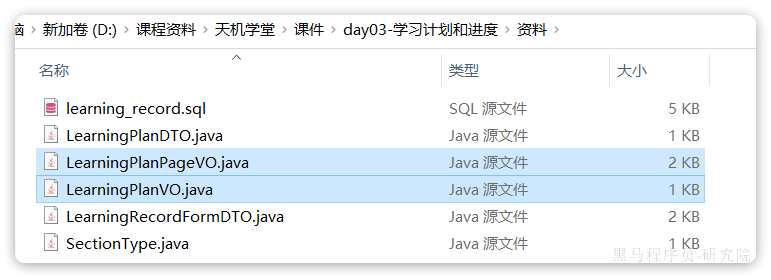 脑 › 新加卷 (D:) › 课程资料 › 天机学堂 › 课件 › day03-学习计划和进度 › 资料 ›
名称 类型 大小
learning_record.sql SQL 源文件 5 KB
LearningPlanDTO.java Java 源文件 1 KB
LearningPlanPageVO.java Java 源文件 2 KB
LearningPlanVO.java Java 源文件 1 KB
LearningRecordFormDTO.java Java 源文件 2 KB
SectionType.java Java 源文件 3 KB
黑马程序员-研究院